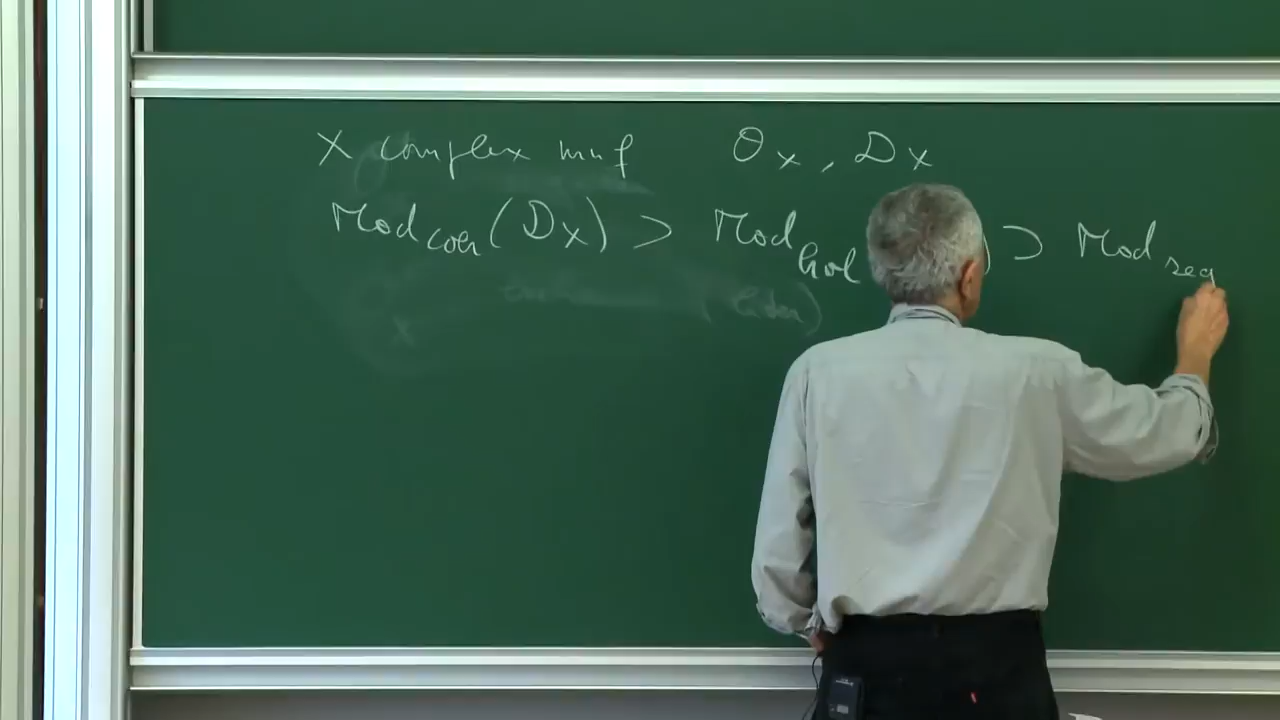 X complex mnf O_X, D_X
Mod_coh(D_X) ⊃ Mod_hol ) ⊃ Mod_reg